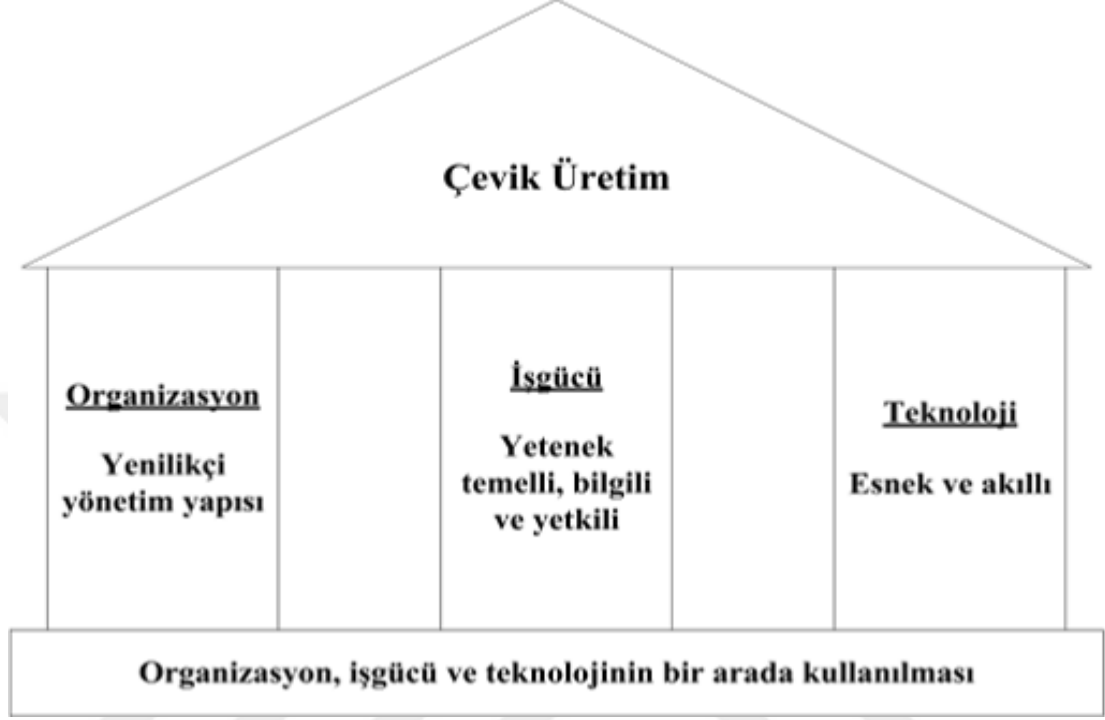 Çevik Üretim
Organizasyon
Yenilikçi
yönetim yapısı
İşgücü
Yetenek
temelli, bilgili
ve yetkili
Teknoloji
Esnek ve akıllı
Organizasyon, işgücü ve teknolojinin bir arada kullanılması